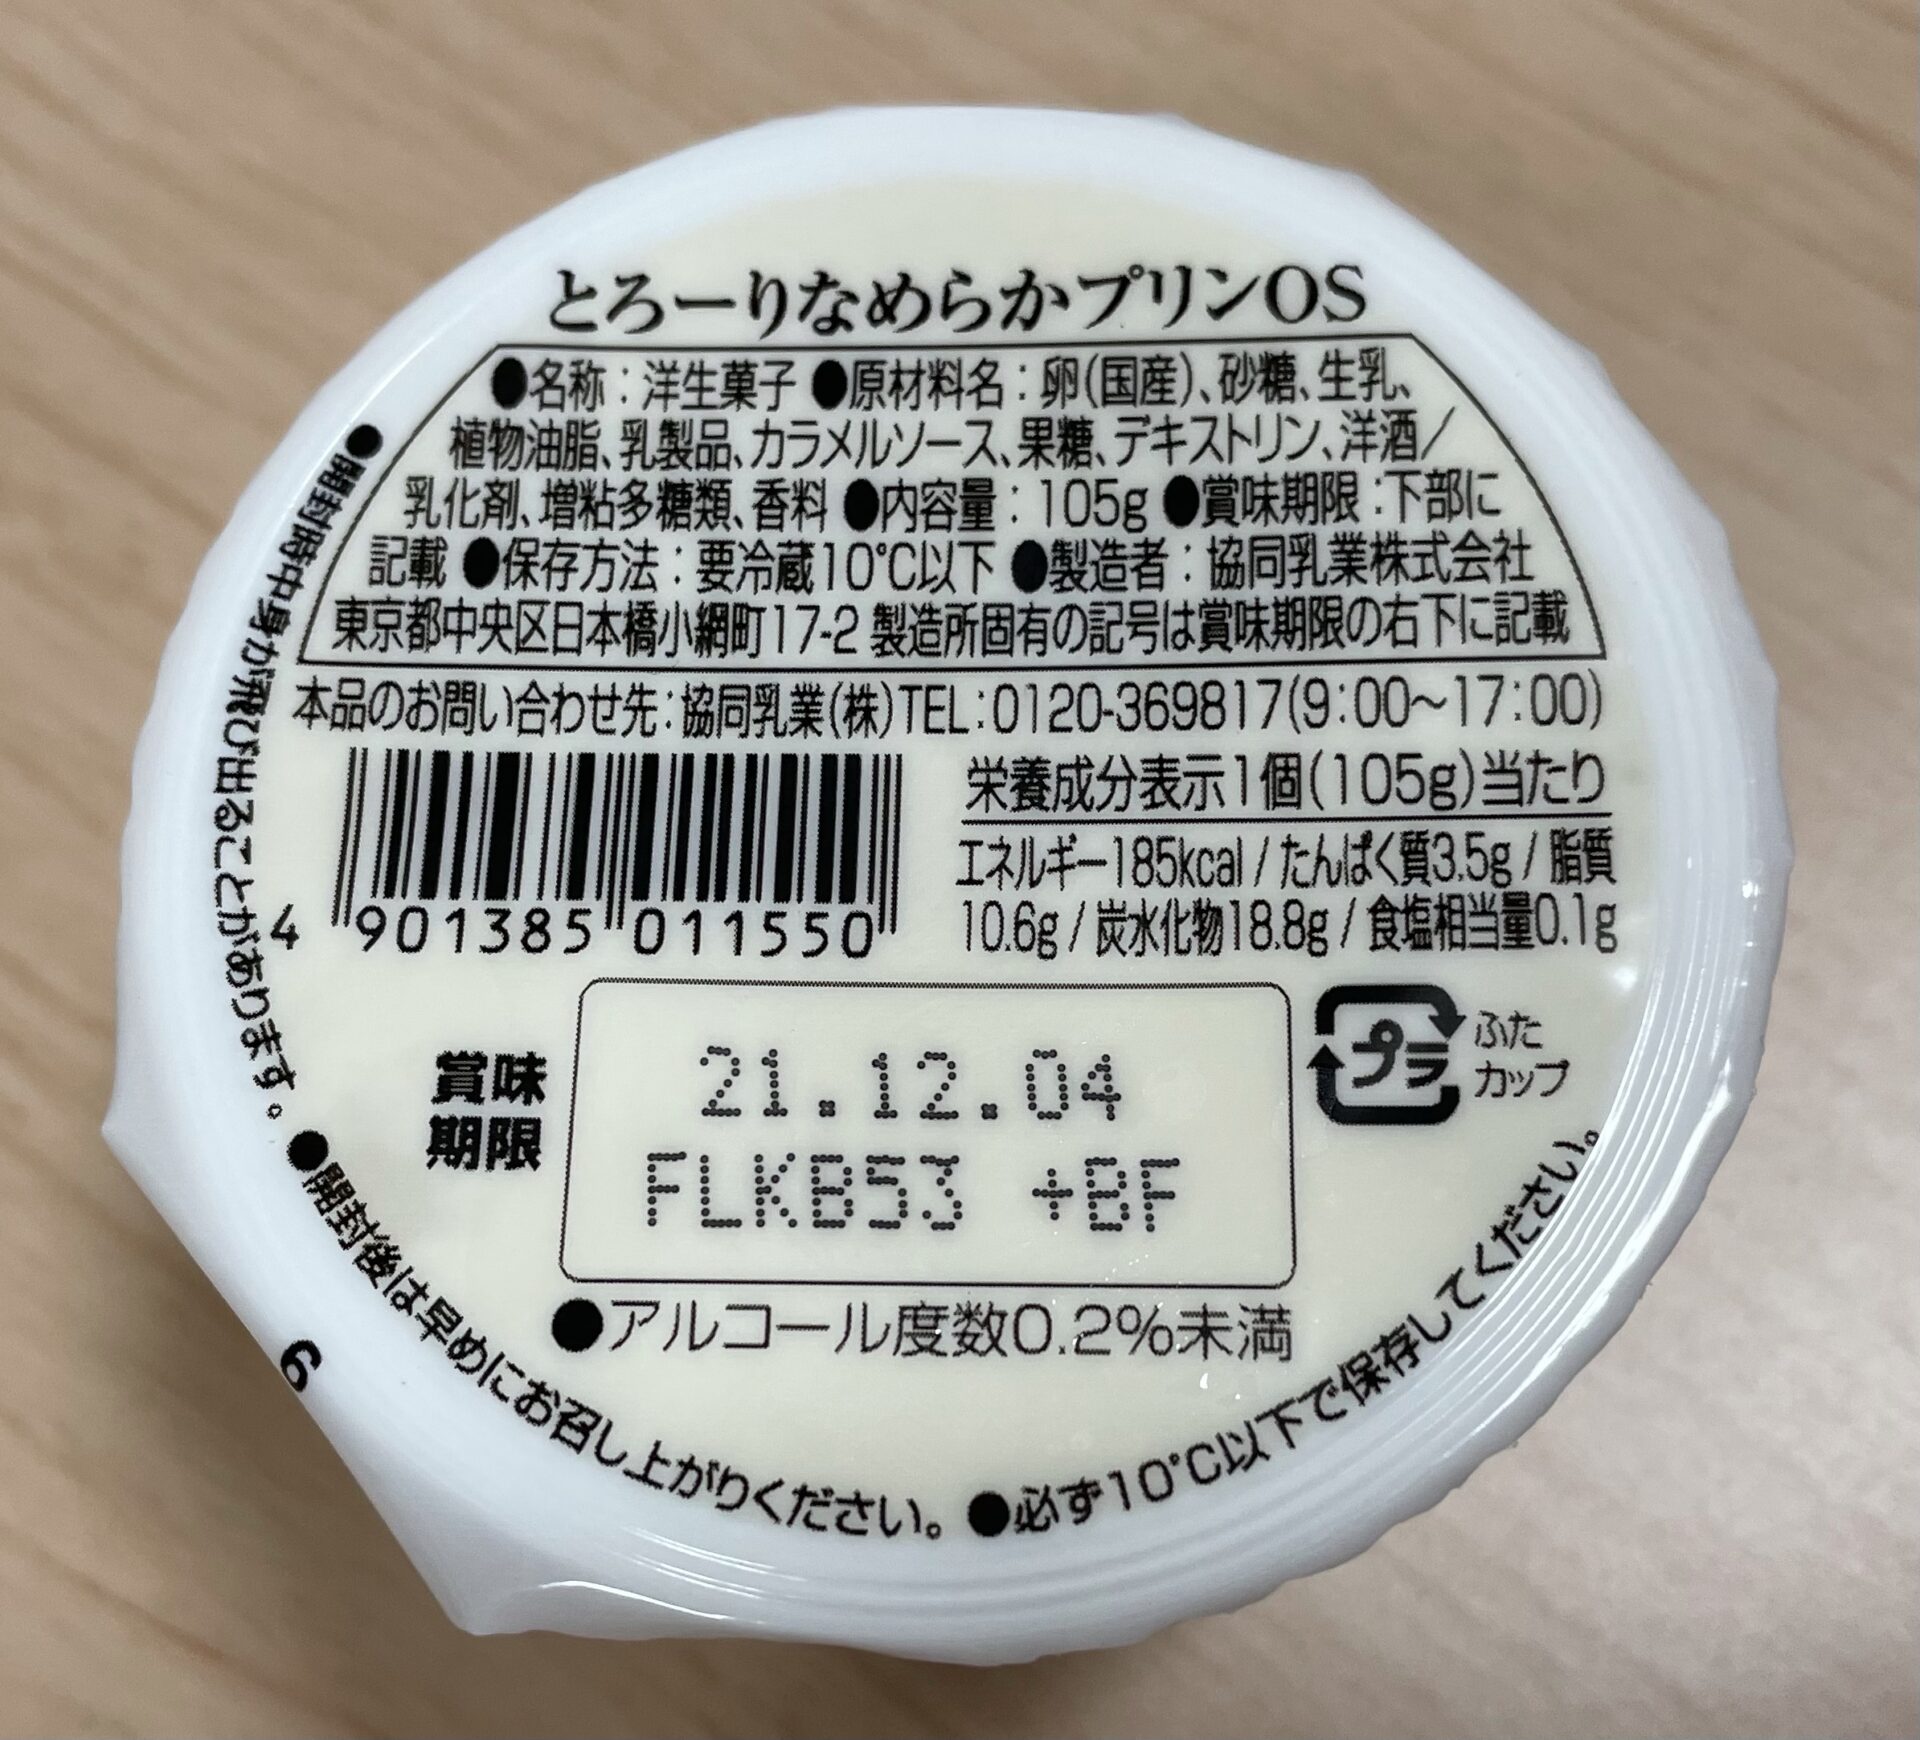 とろーりなめらかプリンOS
●名称:洋生菓子 ●原材料名:卵(国産)、砂糖、生乳、
植物油脂、乳製品、カラメルソース、果糖、デキストリン、洋酒/
乳化剤、増粘多糖類、香料 ●内容量:105g ●賞味期限:下部に
記載 ●保存方法:要冷蔵10℃以下 ●製造者:協同乳業株式会社
東京都中央区日本橋小網町17-2 製造所固有の記号は賞味期限の右下に記載
本品のお問い合わせ先:協同乳業(株)TEL:0120-369817(9:00〜17:00)
栄養成分表示1個(105g)当たり
エネルギー185kcal/たんぱく質3.5g/脂質
10.6g/炭水化物18.8g/食塩相当量0.1g
4 901385 011550
賞味
期限
21.12.04
FLKB53 +BF
プラ
ふた
カップ
●アルコール度数0.2%未満
●開封時中身が飛び出ることがあります。
●開封後は早めにお召し上がりください。
●必ず10℃以下で保存してください。
6